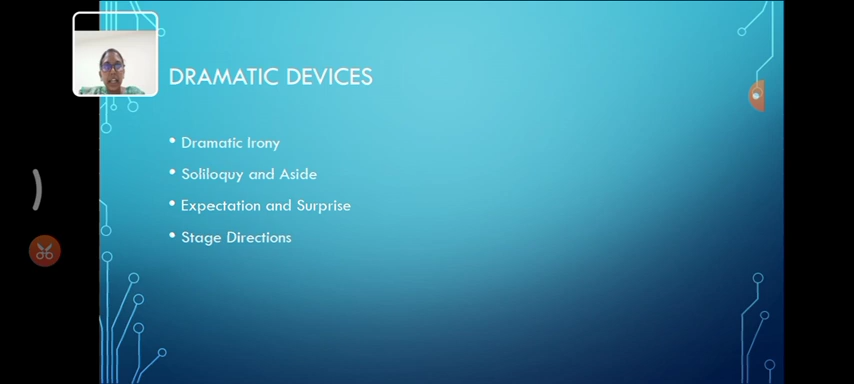 DRAMATIC DEVICES
• Dramatic Irony
• Soliloquy and Aside
• Expectation and Surprise
• Stage Directions